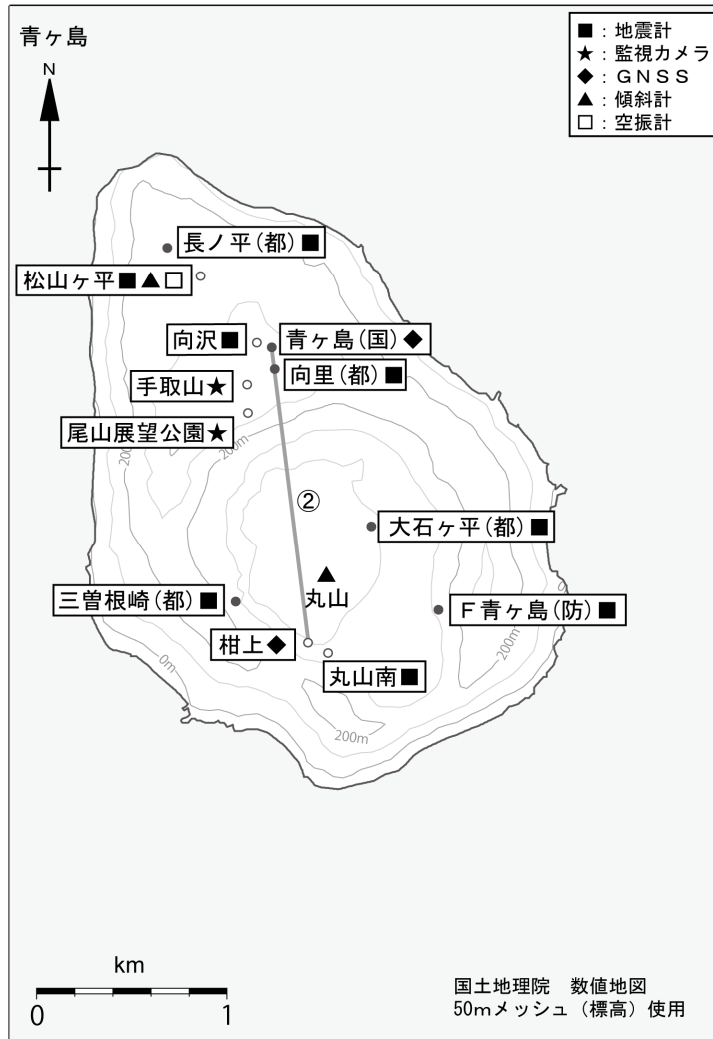 青ヶ島
N
■：地震計
★：監視カメラ
◆：ＧＮＳＳ
▲：傾斜計
□：空振計
長ノ平(都)■
松山ヶ平■▲□
向沢■
青ヶ島(国)◆
向里(都)■
手取山★
尾山展望公園★
200m
200m
②
大石ヶ平(都)■
丸山
三曽根崎(都)■
Ｆ青ヶ島(防)■
柑上◆
丸山南■
0m
200m
200m
km
0
1
国土地理院　数値地図
50mメッシュ（標高）使用